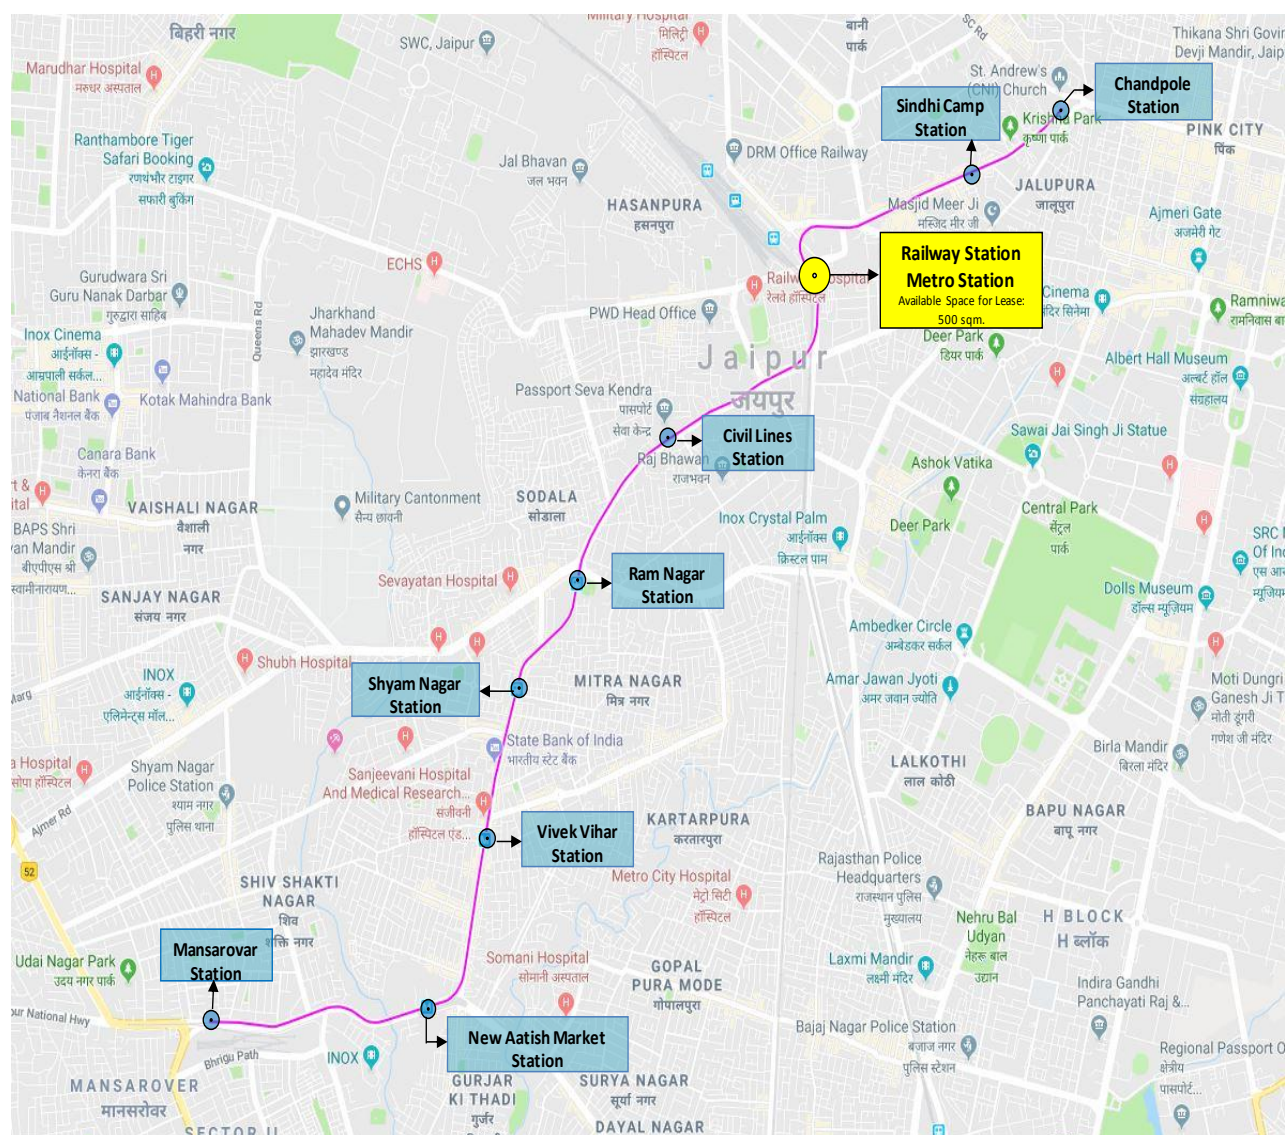 बिहरी नगर
SWC, Jaipur
Military Hospital
मिलिट्री
हॉस्पिटल
बानी
पार्क
SC Rd
Thikana Shri Govin
Devji Mandir, Jaip
Marudhar Hospital
मरुधर अस्पताल
St. Andrew's
(CNI) Church
Chandpole
Station
Sindhi Camp
Station
Krishna Park
कृष्णा पार्क
PINK CITY
पिंक
Ranthambore Tiger
Safari Booking
रणथंभौर टाइगर
सफारी बुकिंग
Jal Bhavan
जल भवन
DRM Office Railway
HASANPURA
हसनपुरा
JALUPURA
जालूपुरा
Masjid Meer Ji
मस्जिद मीर जी
Ajmeri Gate
अजमेरी गेट
ECHS
Railway Station
Metro Station
Available Space for Lease:
500 sqm.
Railway Hospital
रेलवे हॉस्पिटल
Gurudwara Sri
Guru Nanak Darbar
गुरुद्वारा साहिब
Cinema
मंदिर सिनेमा
Ramniwa
रामनिवास बा
Jharkhand
Mahadev Mandir
झारखण्ड
महादेव मंदिर
PWD Head Office
Queens Rd
Inox Cinema
आईनॉक्स -
आम्रपाली सर्कल...
Deer Park
डियर पार्क
Jaipur
जयपुर
Albert Hall Museum
अल्बर्ट हॉल
संग्रहालय
National Bank
पंजाब नैशनल बैंक
Kotak Mahindra Bank
Passport Seva Kendra
पासपोर्ट
सेवा केन्द्र
Civil Lines
Station
Raj Bhawan
राजभवन
Sawai Jai Singh Ji Statue
Canara Bank
केनरा बैंक
Ashok Vatika
VAISHALI NAGAR
वैशाली
नगर
Military Cantonment
सैन्य छावनी
SODALA
सोडाला
Inox Crystal Palm
आईनॉक्स
क्रिस्टल पाम
Deer Park
Central Park
सेंट्रल
पार्क
BAPS Shri
van Mandir
बीएपीएस श्री
स्वामीनारायण...
SANJAY NAGAR
संजय नगर
Sevayatan Hospital
Ram Nagar
Station
Dolls Museum
डॉल्स म्यूज़ियम
Ambedker Circle
अम्बेडकर सर्कल
Shubh Hospital
Shyam Nagar
Station
MITRA NAGAR
मित्र नगर
Amar Jawan Jyoti
अमर जवान ज्योति
INOX
आईनॉक्स -
एलिमेन्ट्स मॉल...
Moti Dungri
Ganesh Ji T
मोती डूंगरी
गणेश जी मंदिर
State Bank of India
भारतीय स्टेट बैंक
LALKOTHI
लाल कोठी
Birla Mandir
बिरला मंदिर
Shyam Nagar
Police Station
श्याम नगर
पुलिस थाना
Ajmer Rd
Sanjeevani Hospital
And Medical Research...
संजीवनी
हॉस्पिटल एंड...
Vivek Vihar
Station
KARTARPURA
करतारपुरा
BAPU NAGAR
बापू नगर
52
Rajasthan Police
Headquarters
राजस्थान पुलिस
मुख्यालय
SHIV SHAKTI
NAGAR
शिव
शक्ति नगर
Metro City Hospital
मेट्रो सिटी
हॉस्पिटल
Nehru Bal
Udyan
नेहरू बाल
उद्यान
H BLOCK
H ब्लॉक
Mansarovar
Station
Udai Nagar Park
उदय नगर पार्क
Somani Hospital
सोमानी अस्पताल
GOPAL
PURA MODE
गोपालपुरा
Laxmi Mandir
लक्ष्मी मंदिर
Indira Gandhi
Panchayati Raj &...
pur National Hwy
Bhrigu Path
New Aatish Market
Station
INOX
Bajaj Nagar Police Station
बजाज नगर
पुलिस स्टेशन
Regional Passport O
क्षेत्रीय
पासपोर्ट...
MANSAROVER
मानसरोवर
GURJAR
KI THADI
गुर्जर
SURYA NAGAR
सूर्या नगर
DAYAL NAGAR